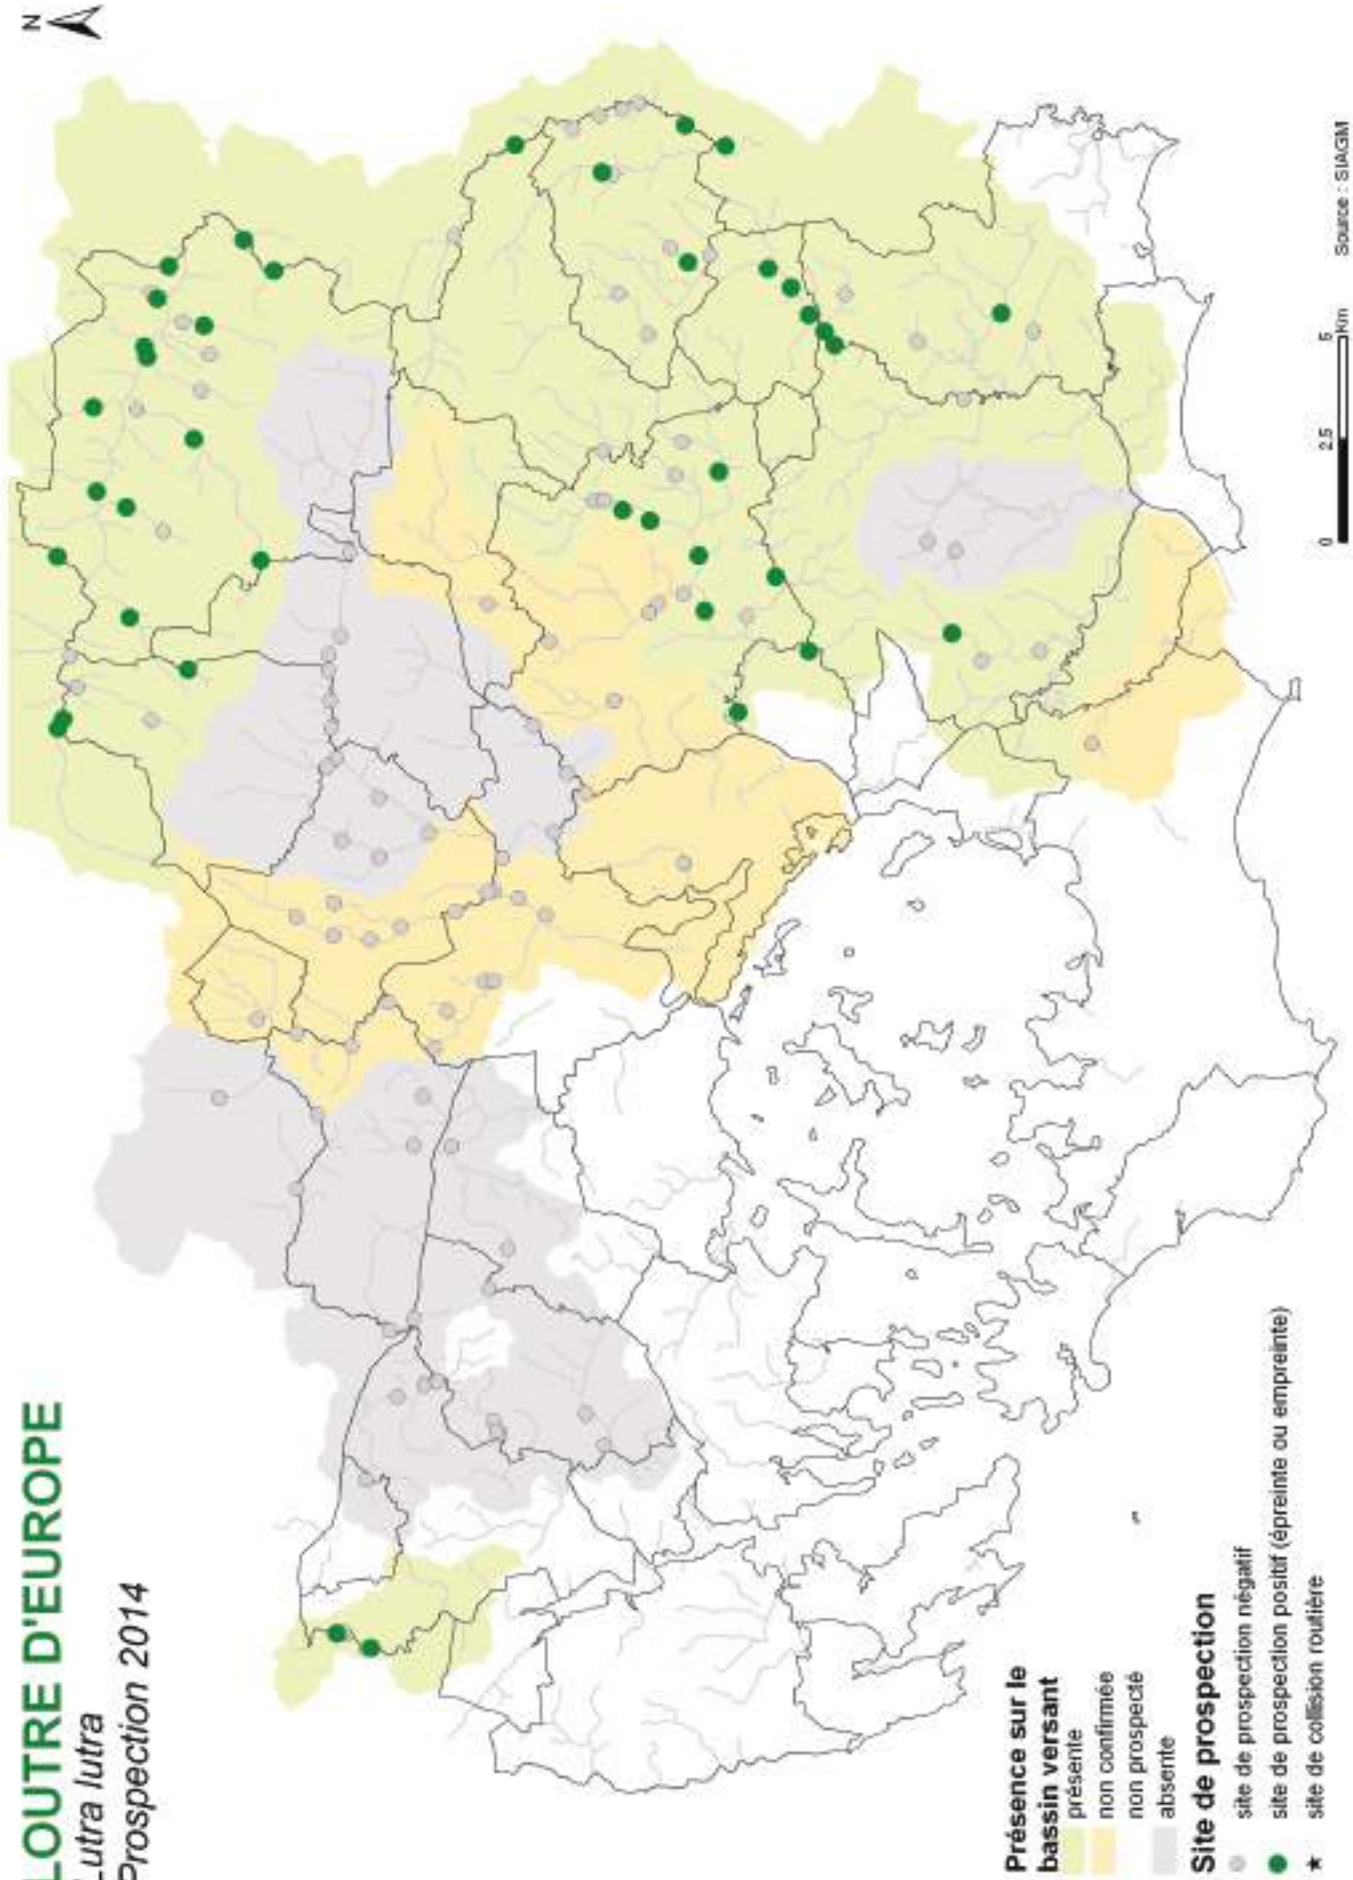 LOUTRE D'EUROPE
Lutra lutra
Prospection 2014
N
Présence sur le
bassin versant
présente
non confirmée
non prospecté
absente
Site de prospection
site de prospection négatif
site de prospection positif (épreinte ou empreinte)
site de collision routière
0 2.5 5
Km
Source : SIAGM